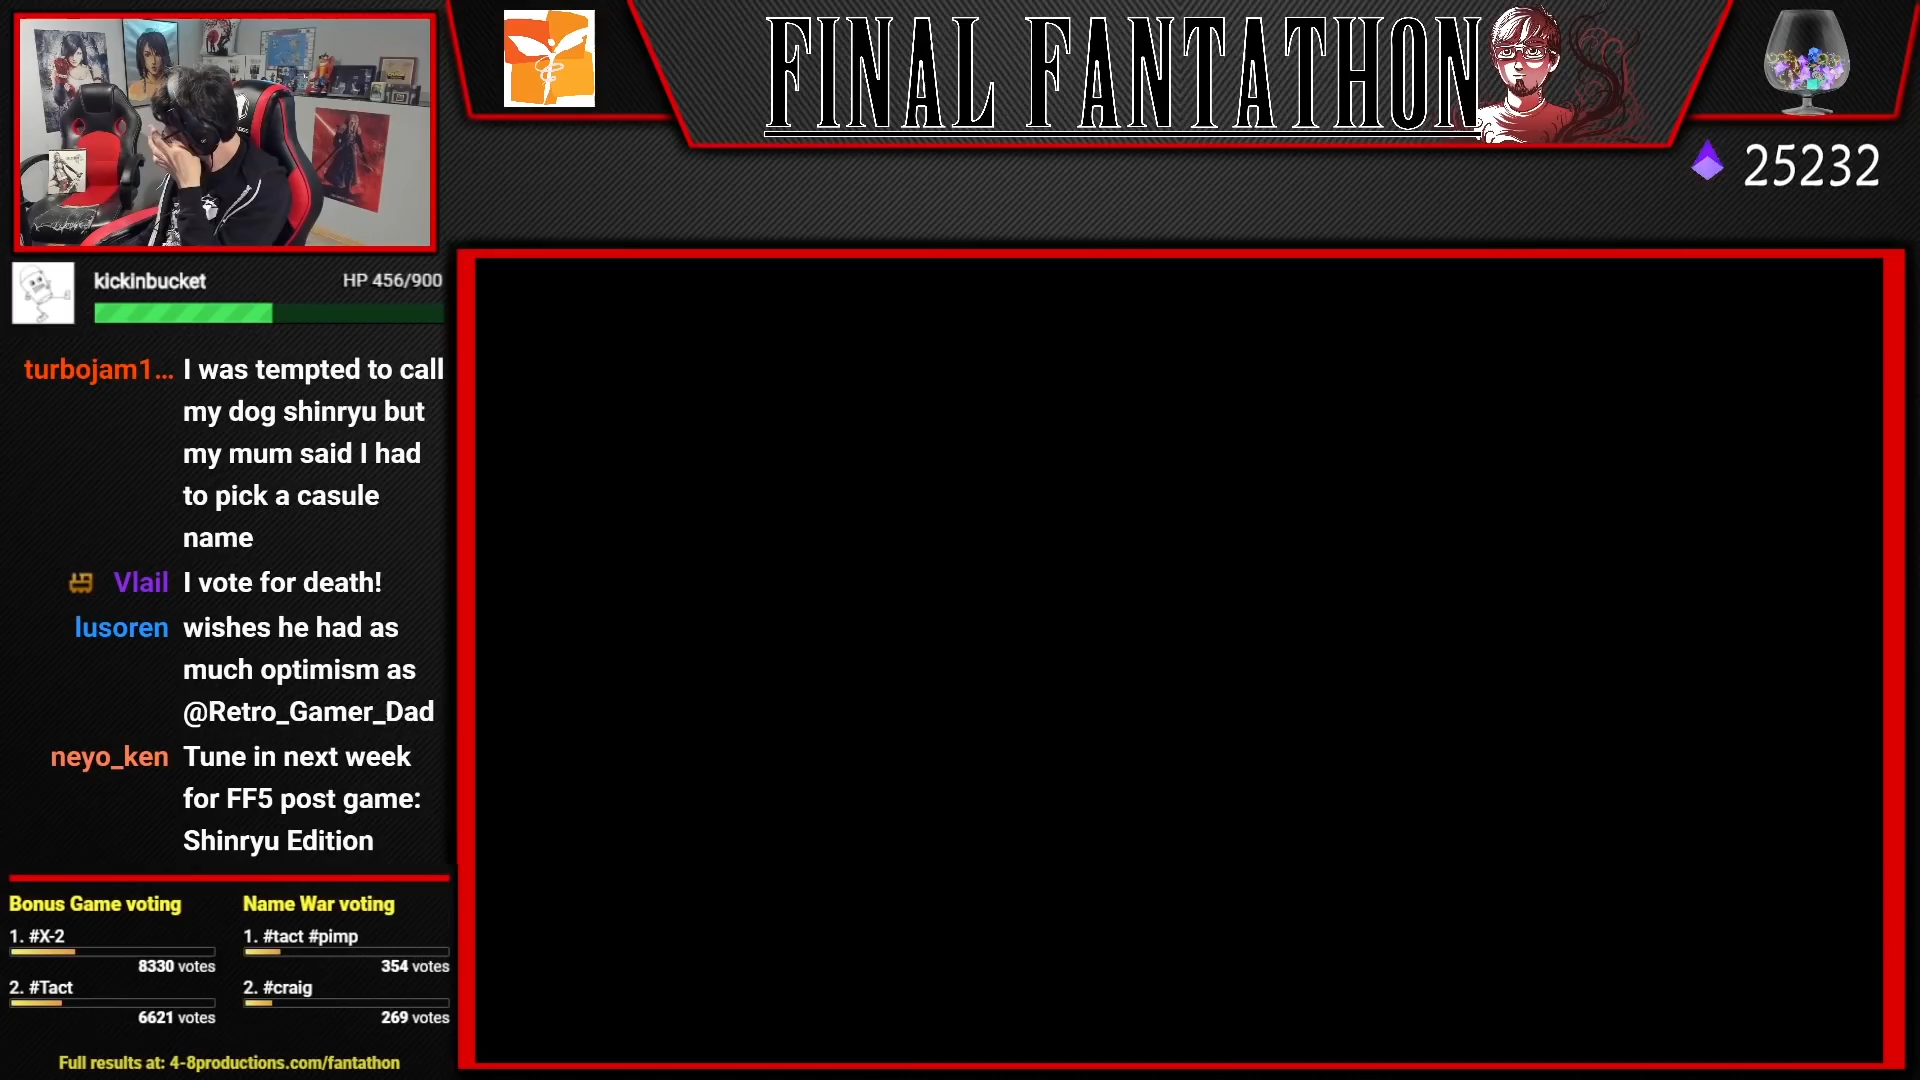 FINAL FANTATHON
25232
kickinbucket HP 456/900
turbojam1... I was tempted to call
my dog shinryu but
my mum said I had
to pick a casule
name
Vlail I vote for death!
lusoren wishes he had as
much optimism as
@Retro_Gamer_Dad
neyo_ken Tune in next week
for FF5 post game:
Shinryu Edition
Bonus Game voting
1. #X-2
8330 votes
2. #Tact
6621 votes
Name War voting
1. #tact #pimp
354 votes
2. #craig
269 votes
Full results at: 4-8productions.com/fantathon